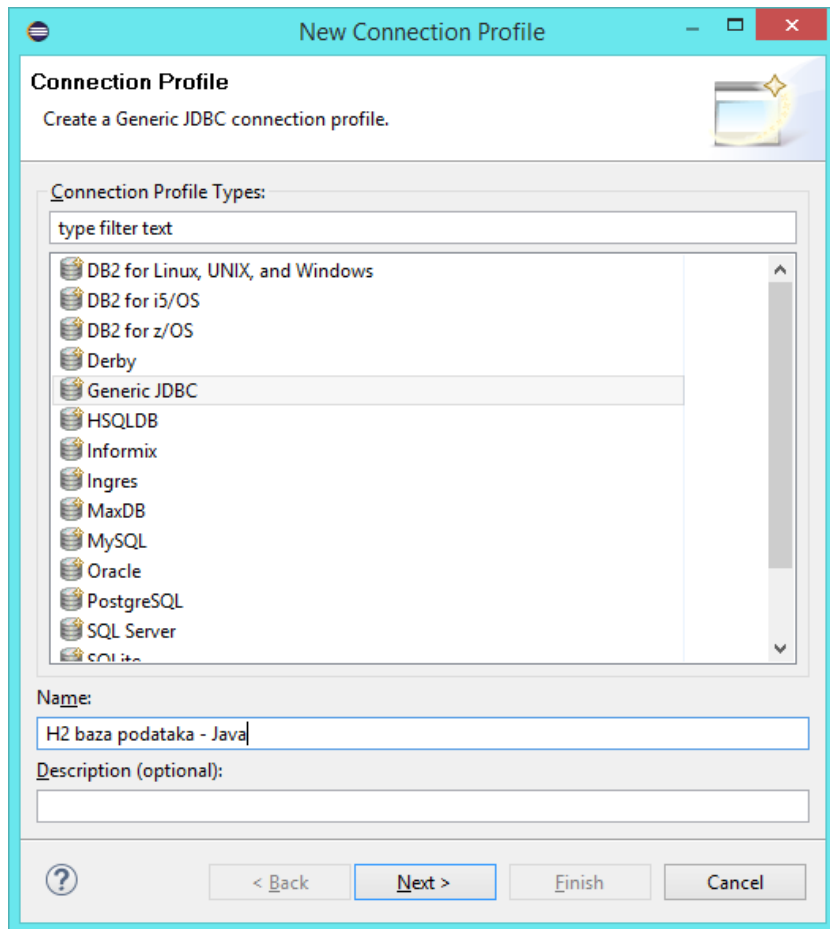 New Connection Profile
Connection Profile
Create a Generic JDBC connection profile.
Connection Profile Types:
type filter text
DB2 for Linux, UNIX, and Windows
DB2 for i5/OS
DB2 for z/OS
Derby
Generic JDBC
HSQLDB
Informix
Ingres
MaxDB
MySQL
Oracle
PostgreSQL
SQL Server
SQLite
Name:
H2 baza podataka - Java
Description (optional):
?
< Back
Next >
Finish
Cancel